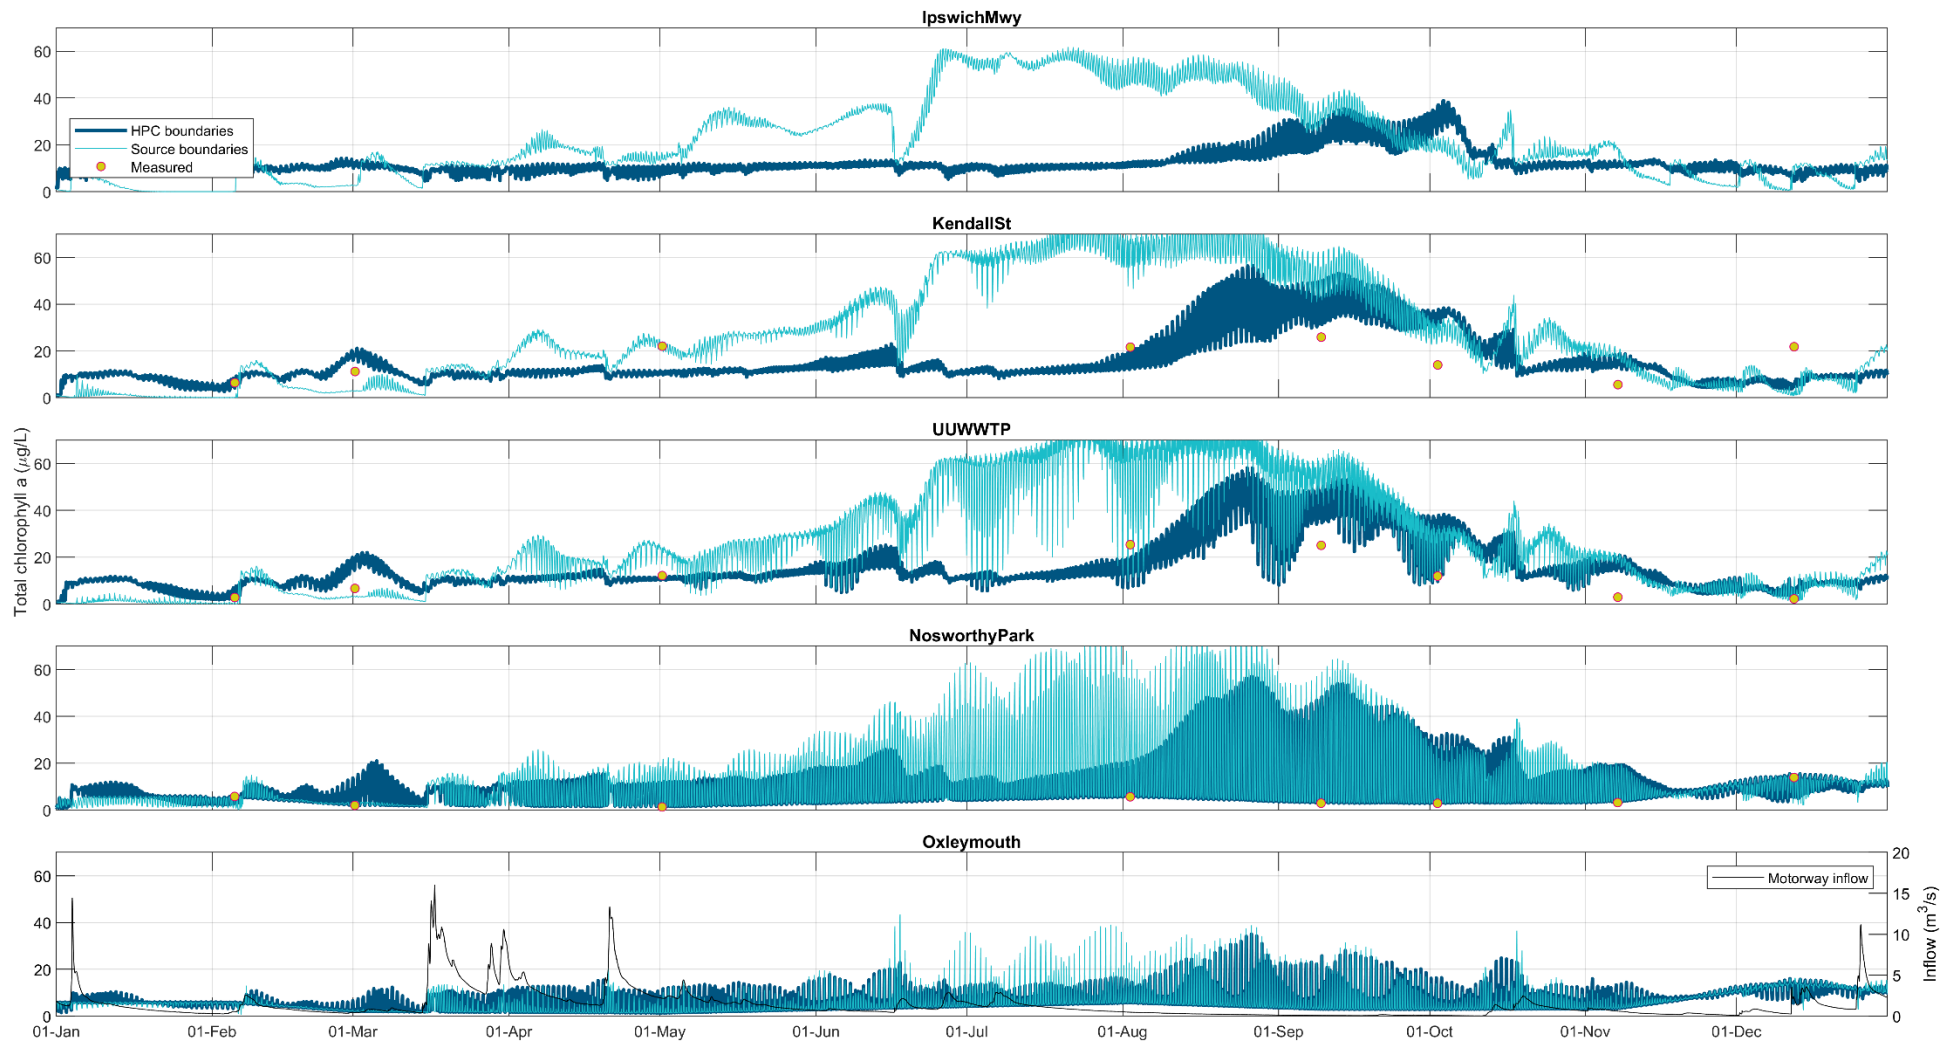 IpswichMwy
60
40
20
0
HPC boundaries
Source boundaries
Measured
KendallSt
60
40
20
0
UUWWTP
60
40
20
0
Total chlorophyll a (μg/L)
NosworthyPark
60
40
20
0
Oxleymouth
60
40
20
0
Motorway inflow
20
15
10
5
0
Inflow (m³/s)
01-Jan 01-Feb 01-Mar 01-Apr 01-May 01-Jun 01-Jul 01-Aug 01-Sep 01-Oct 01-Nov 01-Dec